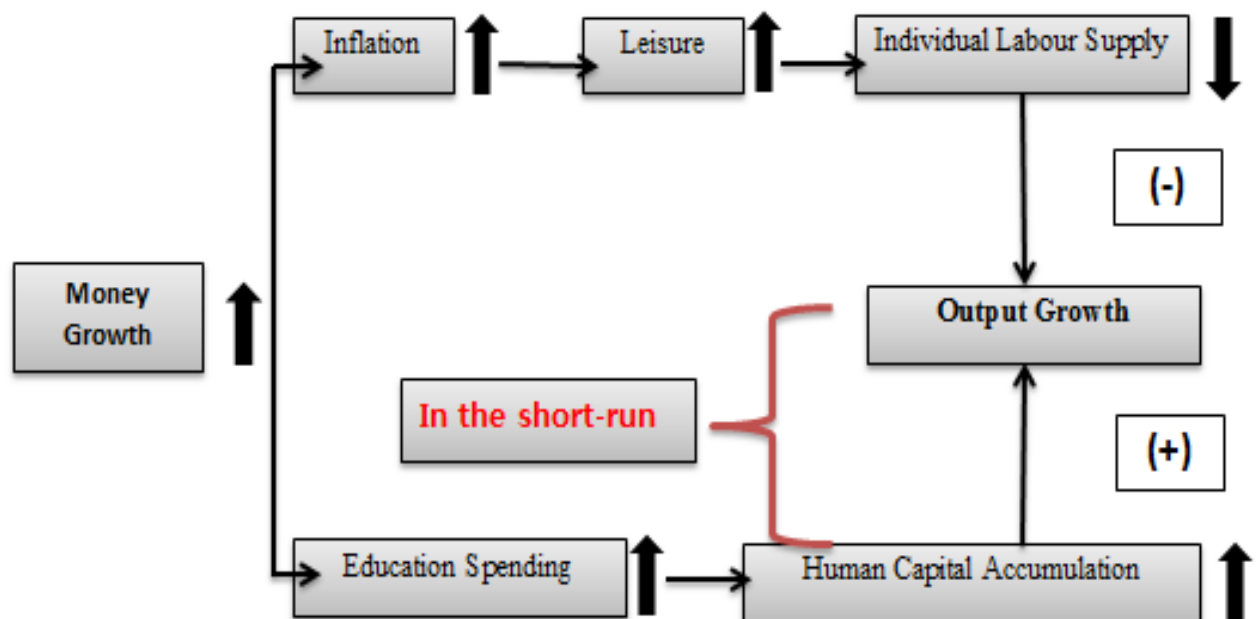 Inflation
Leisure
Individual Labour Supply
(-)
Money
Growth
Output Growth
In the short-run
(+)
Education Spending
Human Capital Accumulation